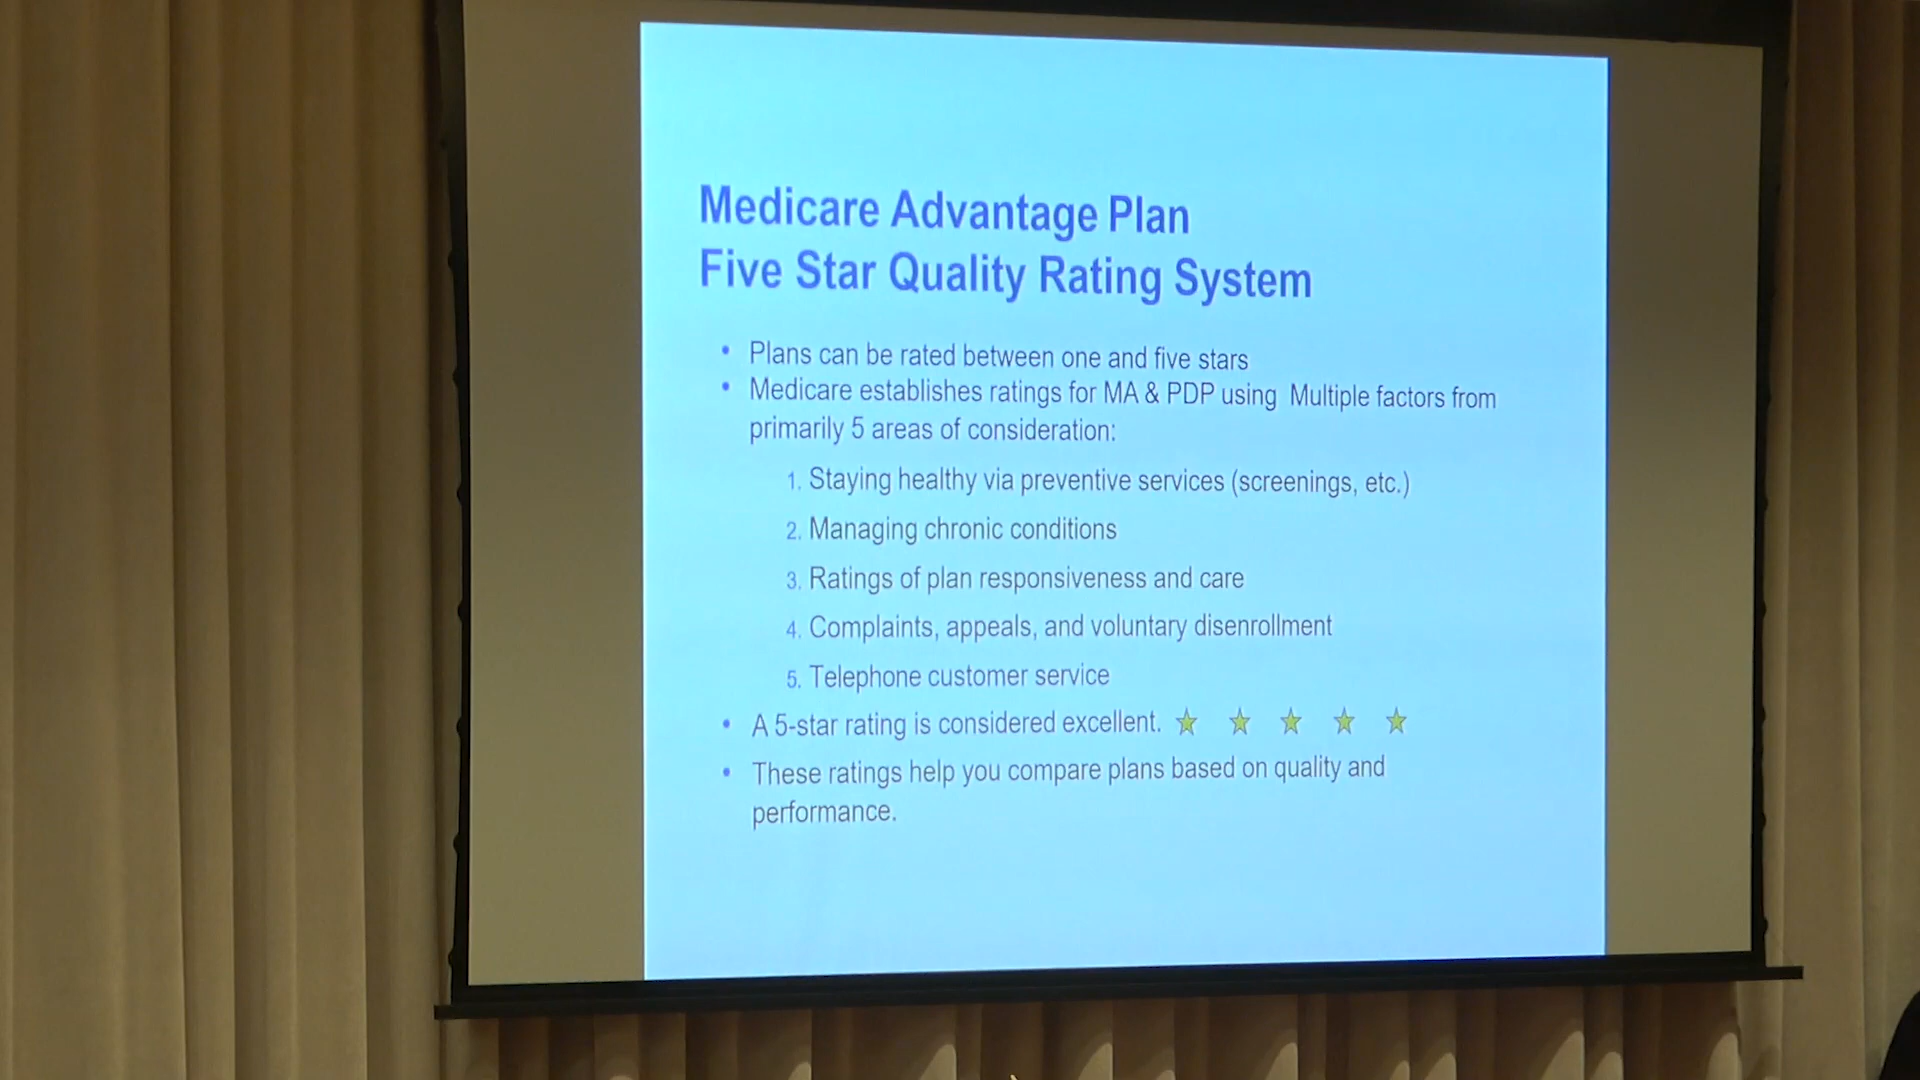 Medicare Advantage Plan
Five Star Quality Rating System
• Plans can be rated between one and five stars
• Medicare establishes ratings for MA & PDP using  Multiple factors from
primarily 5 areas of consideration:
1. Staying healthy via preventive services (screenings, etc.)
2. Managing chronic conditions
3. Ratings of plan responsiveness and care
4. Complaints, appeals, and voluntary disenrollment
5. Telephone customer service
• A 5-star rating is considered excellent.
• These ratings help you compare plans based on quality and
performance.